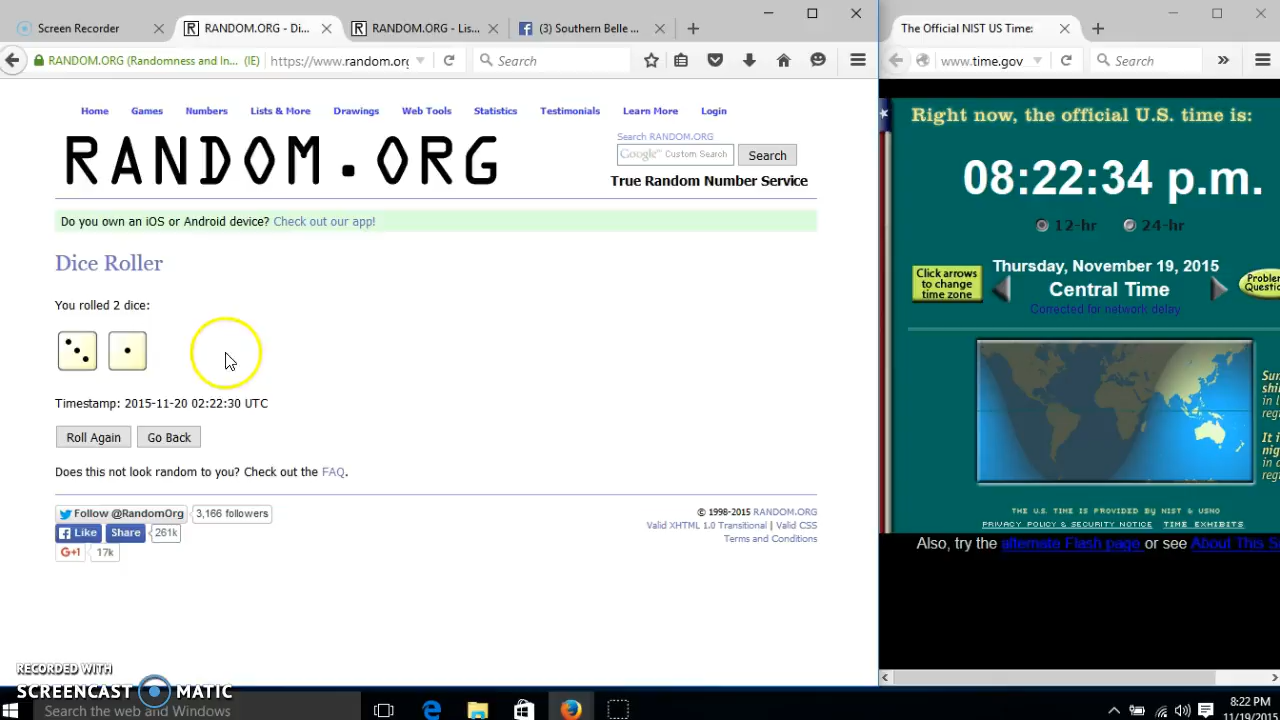 Screen Recorder
RANDOM.ORG - Di...
RANDOM.ORG - Lis...
(3) Southern Belle ...
The Official NIST US Time:
RANDOM.ORG (Randomness and In... (IE)
https://www.random.org
Search
www.time.gov
Search
Home Games Numbers Lists & More Drawings Web Tools Statistics Testimonials Learn More Login
RANDOM.ORG
Search RANDOM.ORG
Google Custom Search
Search
True Random Number Service
Do you own an iOS or Android device? Check out our app!
Dice Roller
You rolled 2 dice:
Timestamp: 2015-11-20 02:22:30 UTC
Roll Again Go Back
Does this not look random to you? Check out the FAQ.
Follow @RandomOrg 3,166 followers
Like Share 261k
G+1 17k
© 1998-2015 RANDOM.ORG
Valid XHTML 1.0 Transitional | Valid CSS
Terms and Conditions
Right now, the official U.S. time is:
08:22:34 p.m.
12-hr 24-hr
Click arrows
to change
time zone
Thursday, November 19, 2015
Central Time
Corrected for network delay
THE U.S. TIME IS PROVIDED BY NIST & USNO
PRIVACY POLICY & SECURITY NOTICE TIME EXHIBITS
Also, try the alternate Flash page or see About This
RECORDED WITH
SCREENCAST MATIC
Search the web and Windows
8:22 PM
11/19/2015